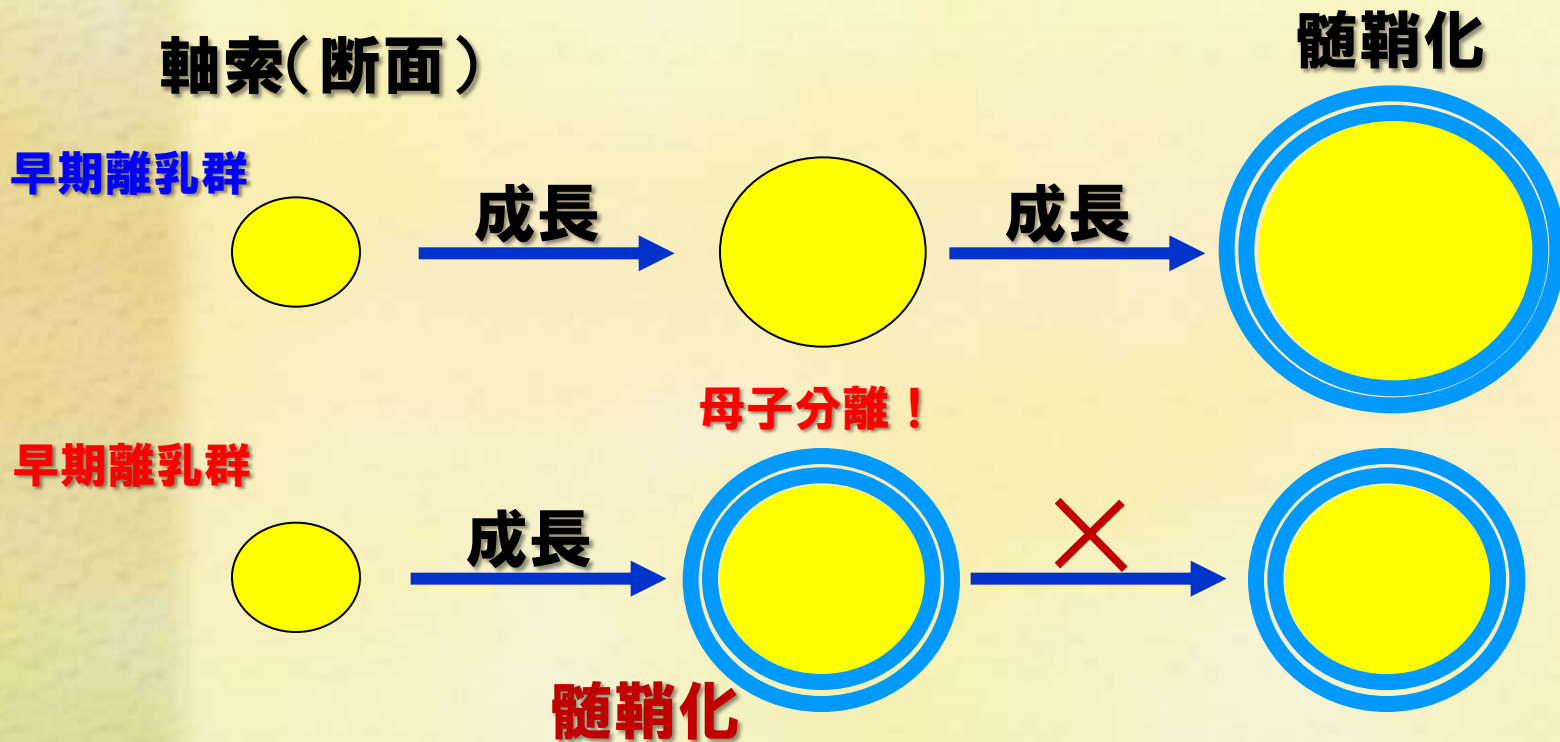 軸索(断面)
髄鞘化
早期離乳群
成長
成長
母子分離!
早期離乳群
成長
髄鞘化